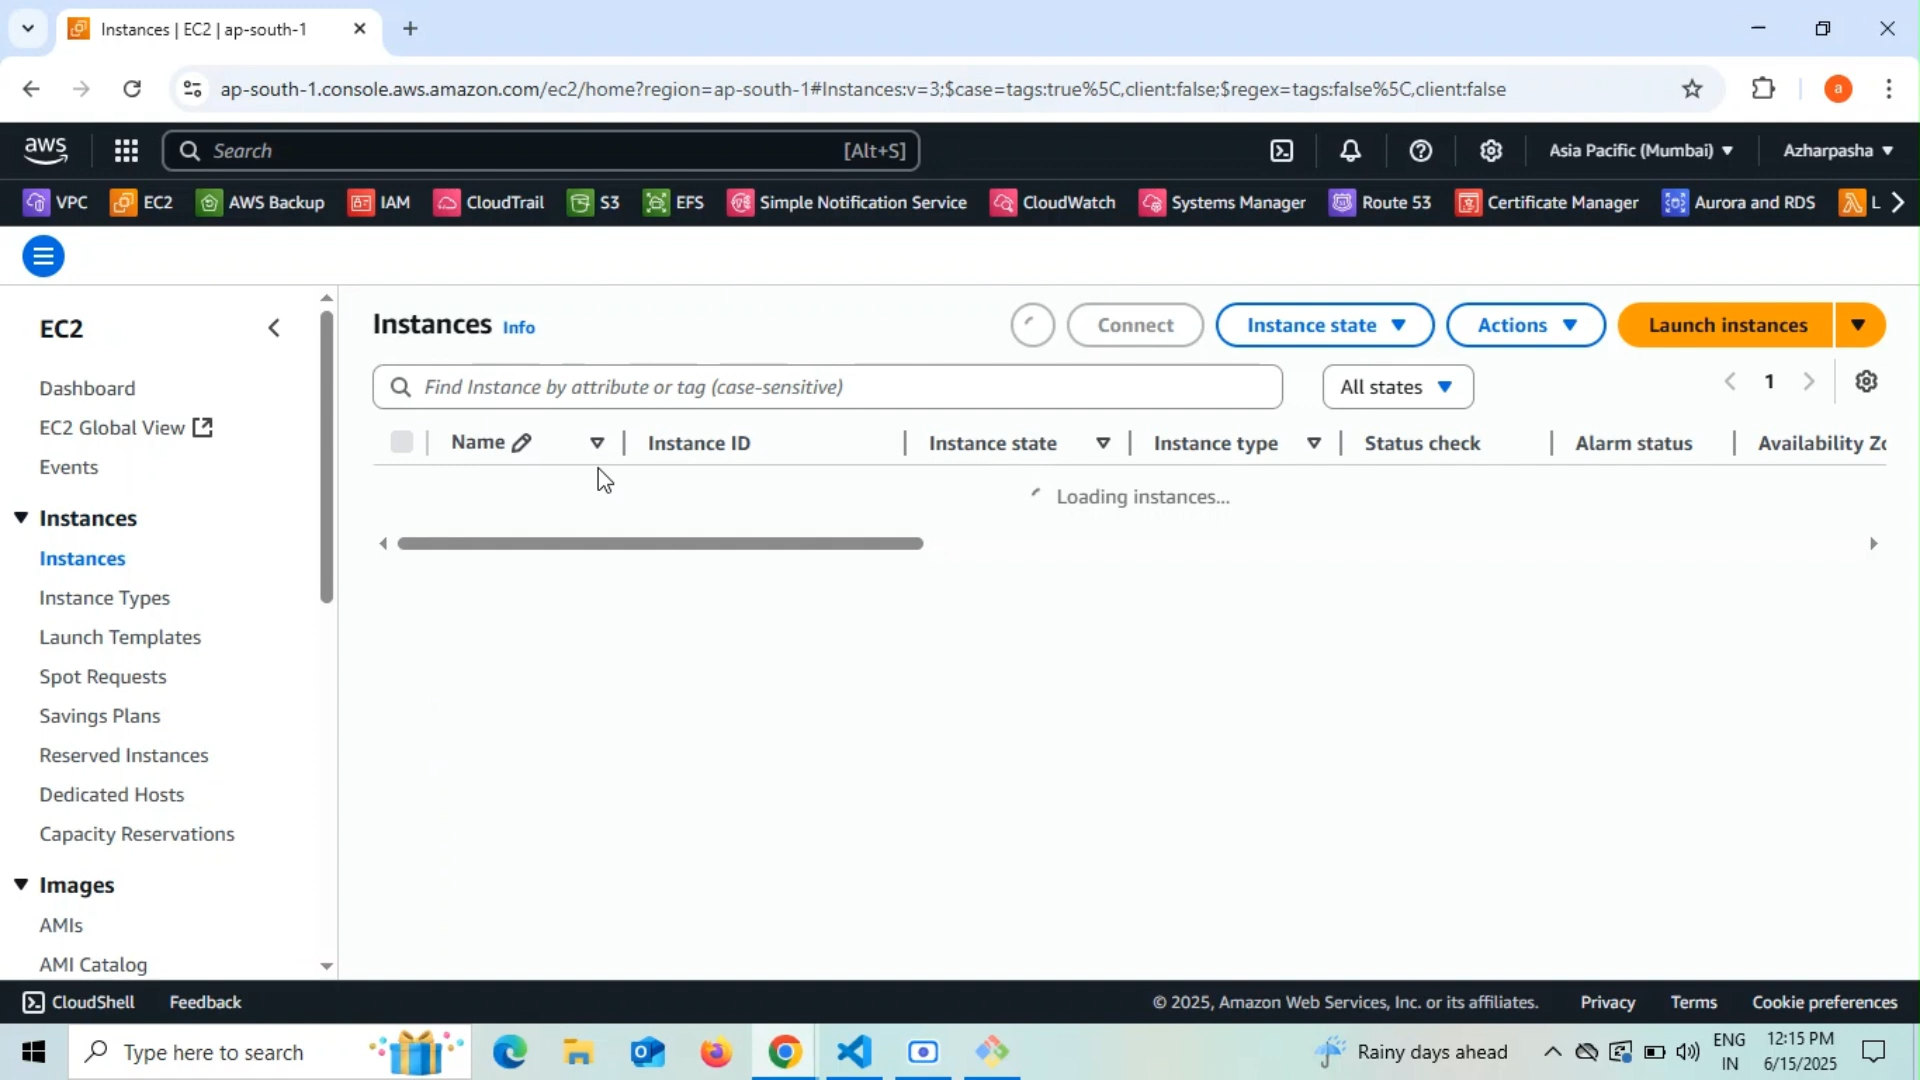 Instances | EC2 | ap-south-1
ap-south-1.console.aws.amazon.com/ec2/home?region=ap-south-1#Instances:v=3;$case=tags:true%5C,client:false;$regex=tags:false%5C,client:false
a
aws
Search [Alt+S]
Asia Pacific (Mumbai)
Azharpasha
VPC EC2 AWS Backup IAM CloudTrail S3 EFS Simple Notification Service CloudWatch Systems Manager Route 53 Certificate Manager Aurora and RDS L
EC2
Dashboard
EC2 Global View
Events
Instances
Instances
Instance Types
Launch Templates
Spot Requests
Savings Plans
Reserved Instances
Dedicated Hosts
Capacity Reservations
Images
AMIs
AMI Catalog
Instances Info
Connect
Instance state
Actions
Launch instances
Find Instance by attribute or tag (case-sensitive)
All states
1
Name Instance ID Instance state Instance type Status check Alarm status Availability Zo
Loading instances...
CloudShell Feedback
© 2025, Amazon Web Services, Inc. or its affiliates. Privacy Terms Cookie preferences
Type here to search
Rainy days ahead
ENG
IN
12:15 PM
6/15/2025